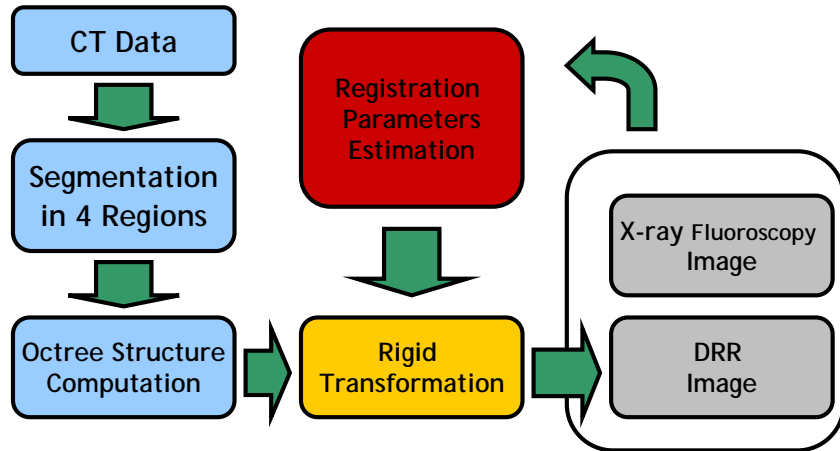 CT Data
Segmentation
in 4 Regions
Octree Structure
Computation
Registration
Parameters
Estimation
Rigid
Transformation
X-ray Fluoroscopy
Image
DRR
Image